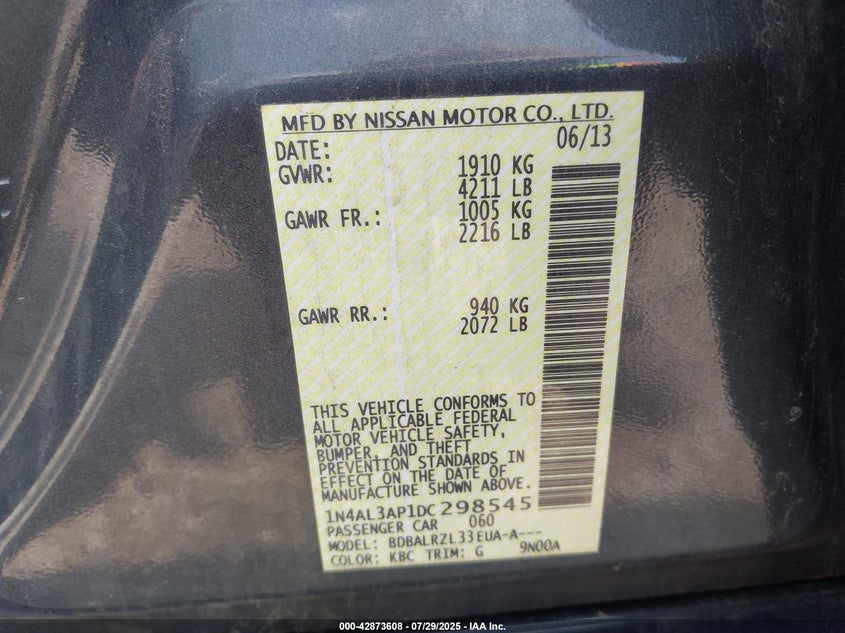 MFD BY NISSAN MOTOR CO., LTD.
DATE: 06/13
GVWR: 1910 KG
4211 LB
GAWR FR.: 1005 KG
2216 LB
GAWR RR.: 940 KG
2072 LB
THIS VEHICLE CONFORMS TO
ALL APPLICABLE FEDERAL
MOTOR VEHICLE SAFETY,
BUMPER, AND THEFT
PREVENTION STANDARDS IN
EFFECT ON THE DATE OF
MANUFACTURE SHOWN ABOVE.
1N4AL3AP1DC298545
PASSENGER CAR 060
MODEL: BDBALRZL33EUA-A---
COLOR: KBC TRIM: G 9N00A
000-42873608 | 07/29/2025 - IAA Inc.